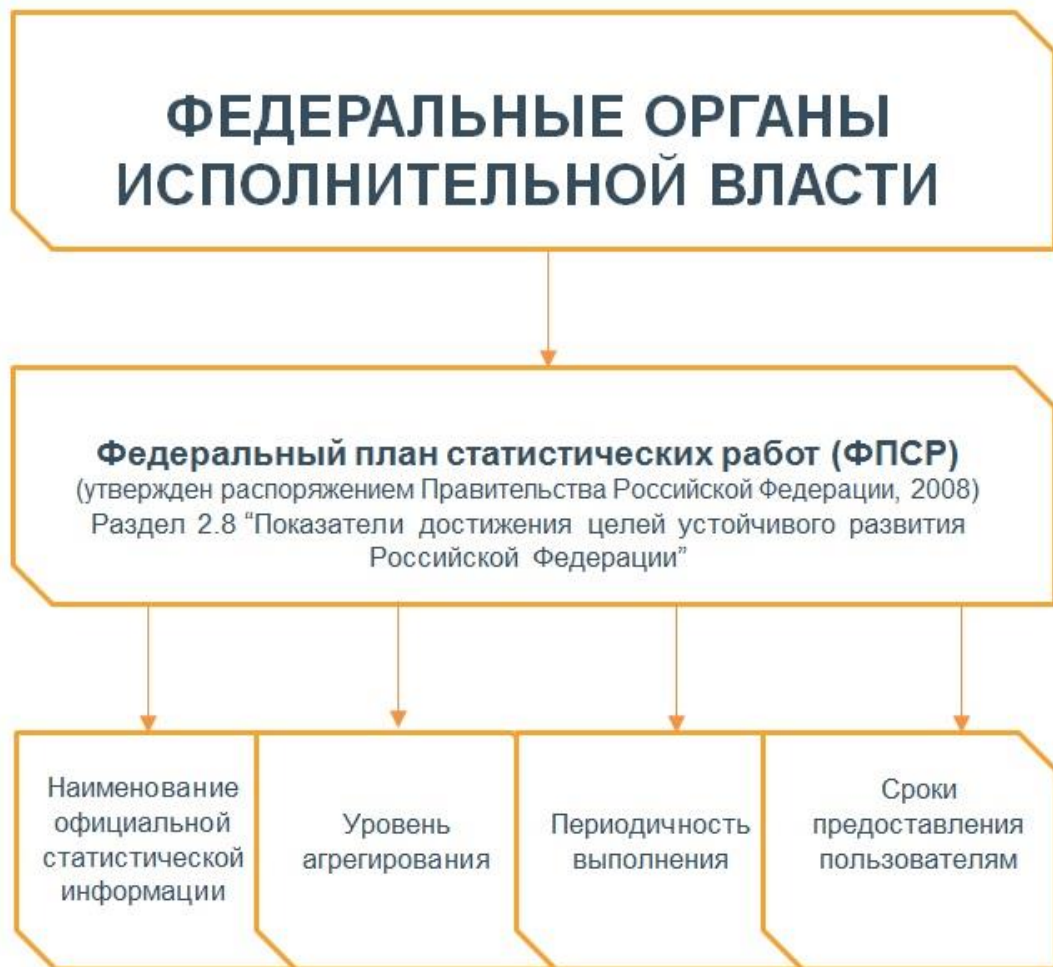 ФЕДЕРАЛЬНЫЕ ОРГАНЫ
ИСПОЛНИТЕЛЬНОЙ ВЛАСТИ
Федеральный план статистических работ (ФПСР)
(утвержден распоряжением Правительства Российской Федерации, 2008)
Раздел 2.8 “Показатели достижения целей устойчивого развития
Российской Федерации”
Наименование
официальной
статистической
информации
Уровень
агрегирования
Периодичность
выполнения
Сроки
предоставления
пользователям